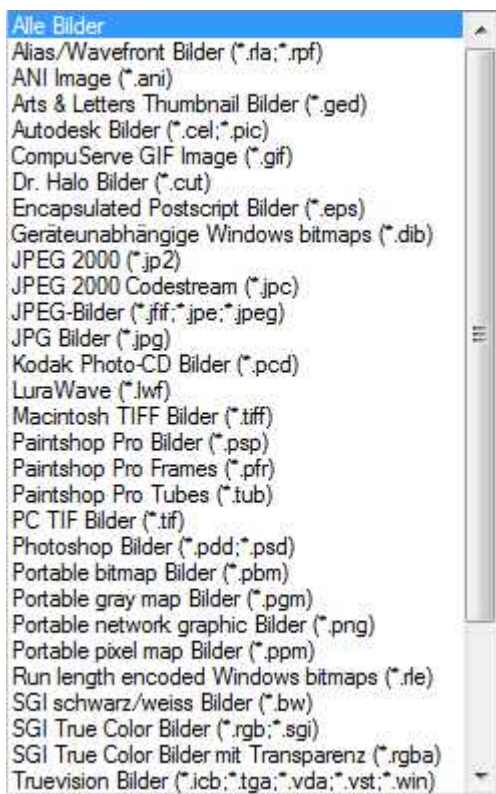 Alle Bilder
Alias/Wavefront Bilder (*.rla;*.rpf)
ANI Image (*.ani)
Arts & Letters Thumbnail Bilder (*.ged)
Autodesk Bilder (*.cel;*.pic)
CompuServe GIF Image (*.gif)
Dr. Halo Bilder (*.cut)
Encapsulated Postscript Bilder (*.eps)
Geräteunabhängige Windows bitmaps (*.dib)
JPEG 2000 (*.jp2)
JPEG 2000 Codestream (*.jpc)
JPEG-Bilder (*.jfif;*.jpe;*.jpeg)
JPG Bilder (*.jpg)
Kodak Photo-CD Bilder (*.pcd)
LuraWave (*.lwf)
Macintosh TIFF Bilder (*.tiff)
Paintshop Pro Bilder (*.psp)
Paintshop Pro Frames (*.pfr)
Paintshop Pro Tubes (*.tub)
PC TIF Bilder (*.tif)
Photoshop Bilder (*.pdd;*.psd)
Portable bitmap Bilder (*.pbm)
Portable gray map Bilder (*.pgm)
Portable network graphic Bilder (*.png)
Portable pixel map Bilder (*.ppm)
Run length encoded Windows bitmaps (*.rle)
SGI schwarz/weiss Bilder (*.bw)
SGI True Color Bilder (*.rgb;*.sgi)
SGI True Color Bilder mit Transparenz (*.rgba)
Truevision Bilder (*.icb;*.tga;*.vda;*.vst;*.win)